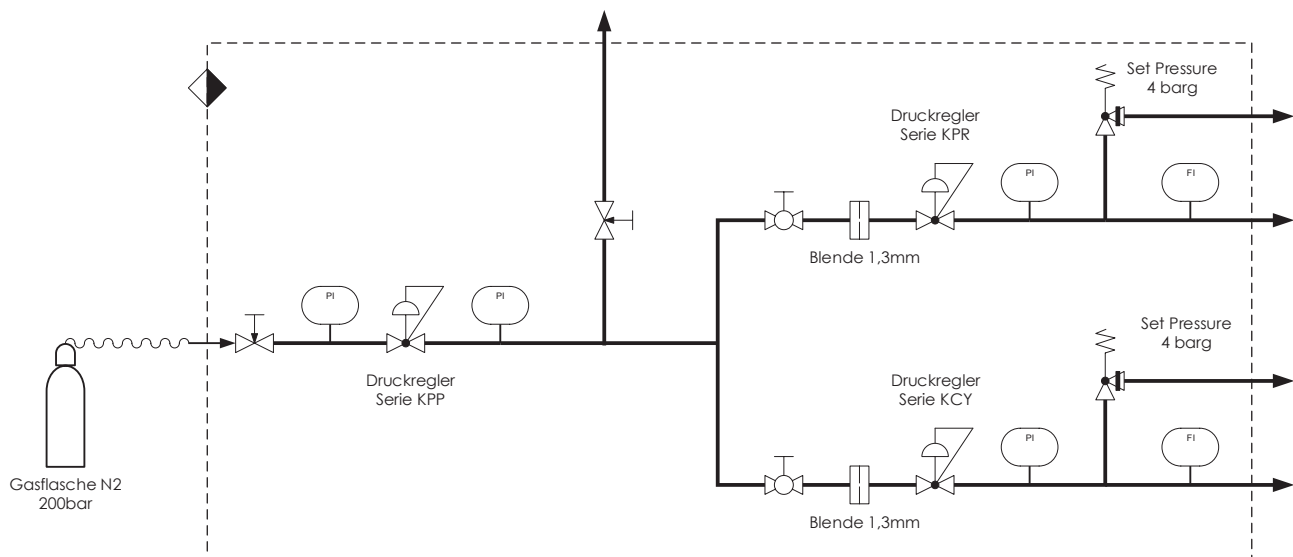 Set Pressure
4 barg
Druckregler
Serie KPR
PI
FI
Blende 1,3mm
PI
PI
Set Pressure
4 barg
Druckregler
Serie KPP
Druckregler
Serie KCY
PI
FI
Gasflasche N2
200bar
Blende 1,3mm